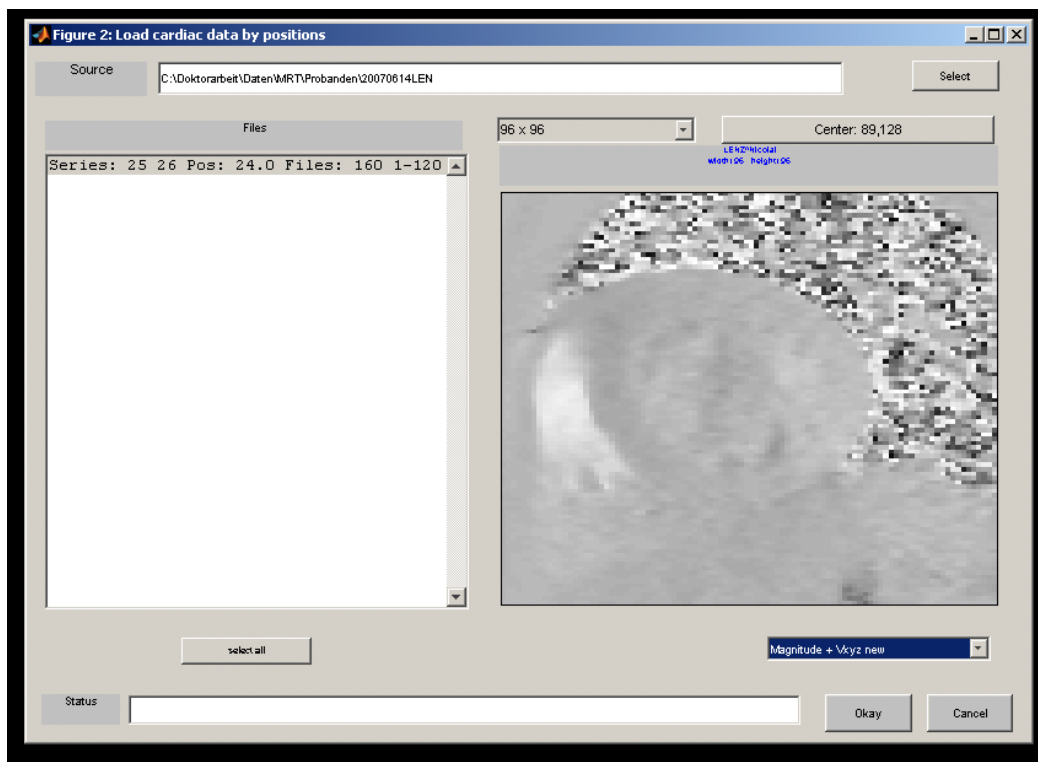 Figure 2: Load cardiac data by positions
Source
C:\Doktorarbeit\Daten\MRT\Probanden\20070614LEN
Select
Files
96 x 96
Center: 89,128
LENZ^Nicolai
width:96 height:96
Series: 25 26 Pos: 24.0 Files: 160 1-120
select all
Magnitude + Vxyz new
Status
Okay
Cancel